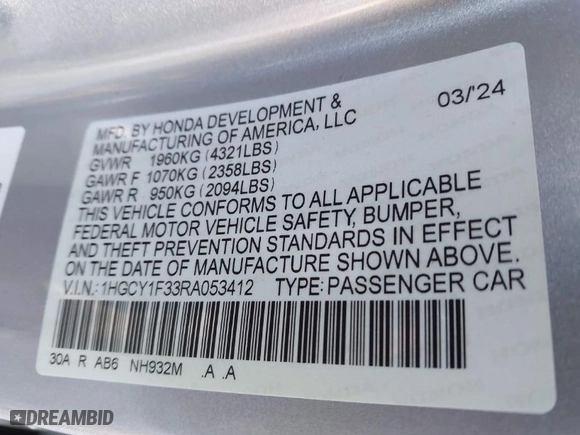 MFD. BY HONDA DEVELOPMENT & 03/'24
MANUFACTURING OF AMERICA, LLC
GVWR 1960KG (4321LBS)
GAWR F 1070KG (2358LBS)
GAWR R 950KG (2094LBS)
THIS VEHICLE CONFORMS TO ALL APPLICABLE
FEDERAL MOTOR VEHICLE SAFETY, BUMPER,
AND THEFT PREVENTION STANDARDS IN EFFECT
ON THE DATE OF MANUFACTURE SHOWN ABOVE.
V.I.N.: 1HGCY1F33RA053412 TYPE: PASSENGER CAR
30A R AB6 NH932M .A .A
DREAMBID